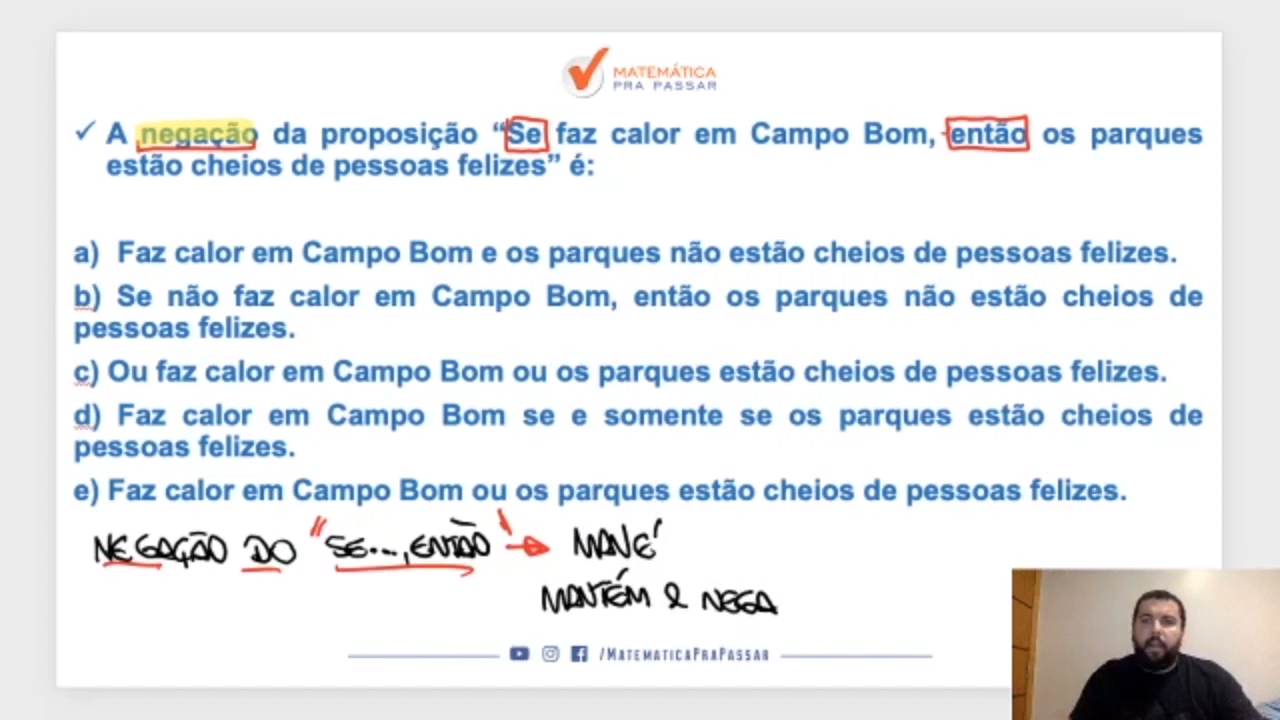 MATEMÁTICA
PRA PASSAR
✓ A negação da proposição “Se faz calor em Campo Bom, então os parques
estão cheios de pessoas felizes” é:
a) Faz calor em Campo Bom e os parques não estão cheios de pessoas felizes.
b) Se não faz calor em Campo Bom, então os parques não estão cheios de
pessoas felizes.
c) Ou faz calor em Campo Bom ou os parques estão cheios de pessoas felizes.
d) Faz calor em Campo Bom se e somente se os parques estão cheios de
pessoas felizes.
e) Faz calor em Campo Bom ou os parques estão cheios de pessoas felizes.
NEGAÇÃO DO "SE...,ENTÃO" → MANÉ
MANTÉM & NEGA
/MATEMATICAPRAPASSAR